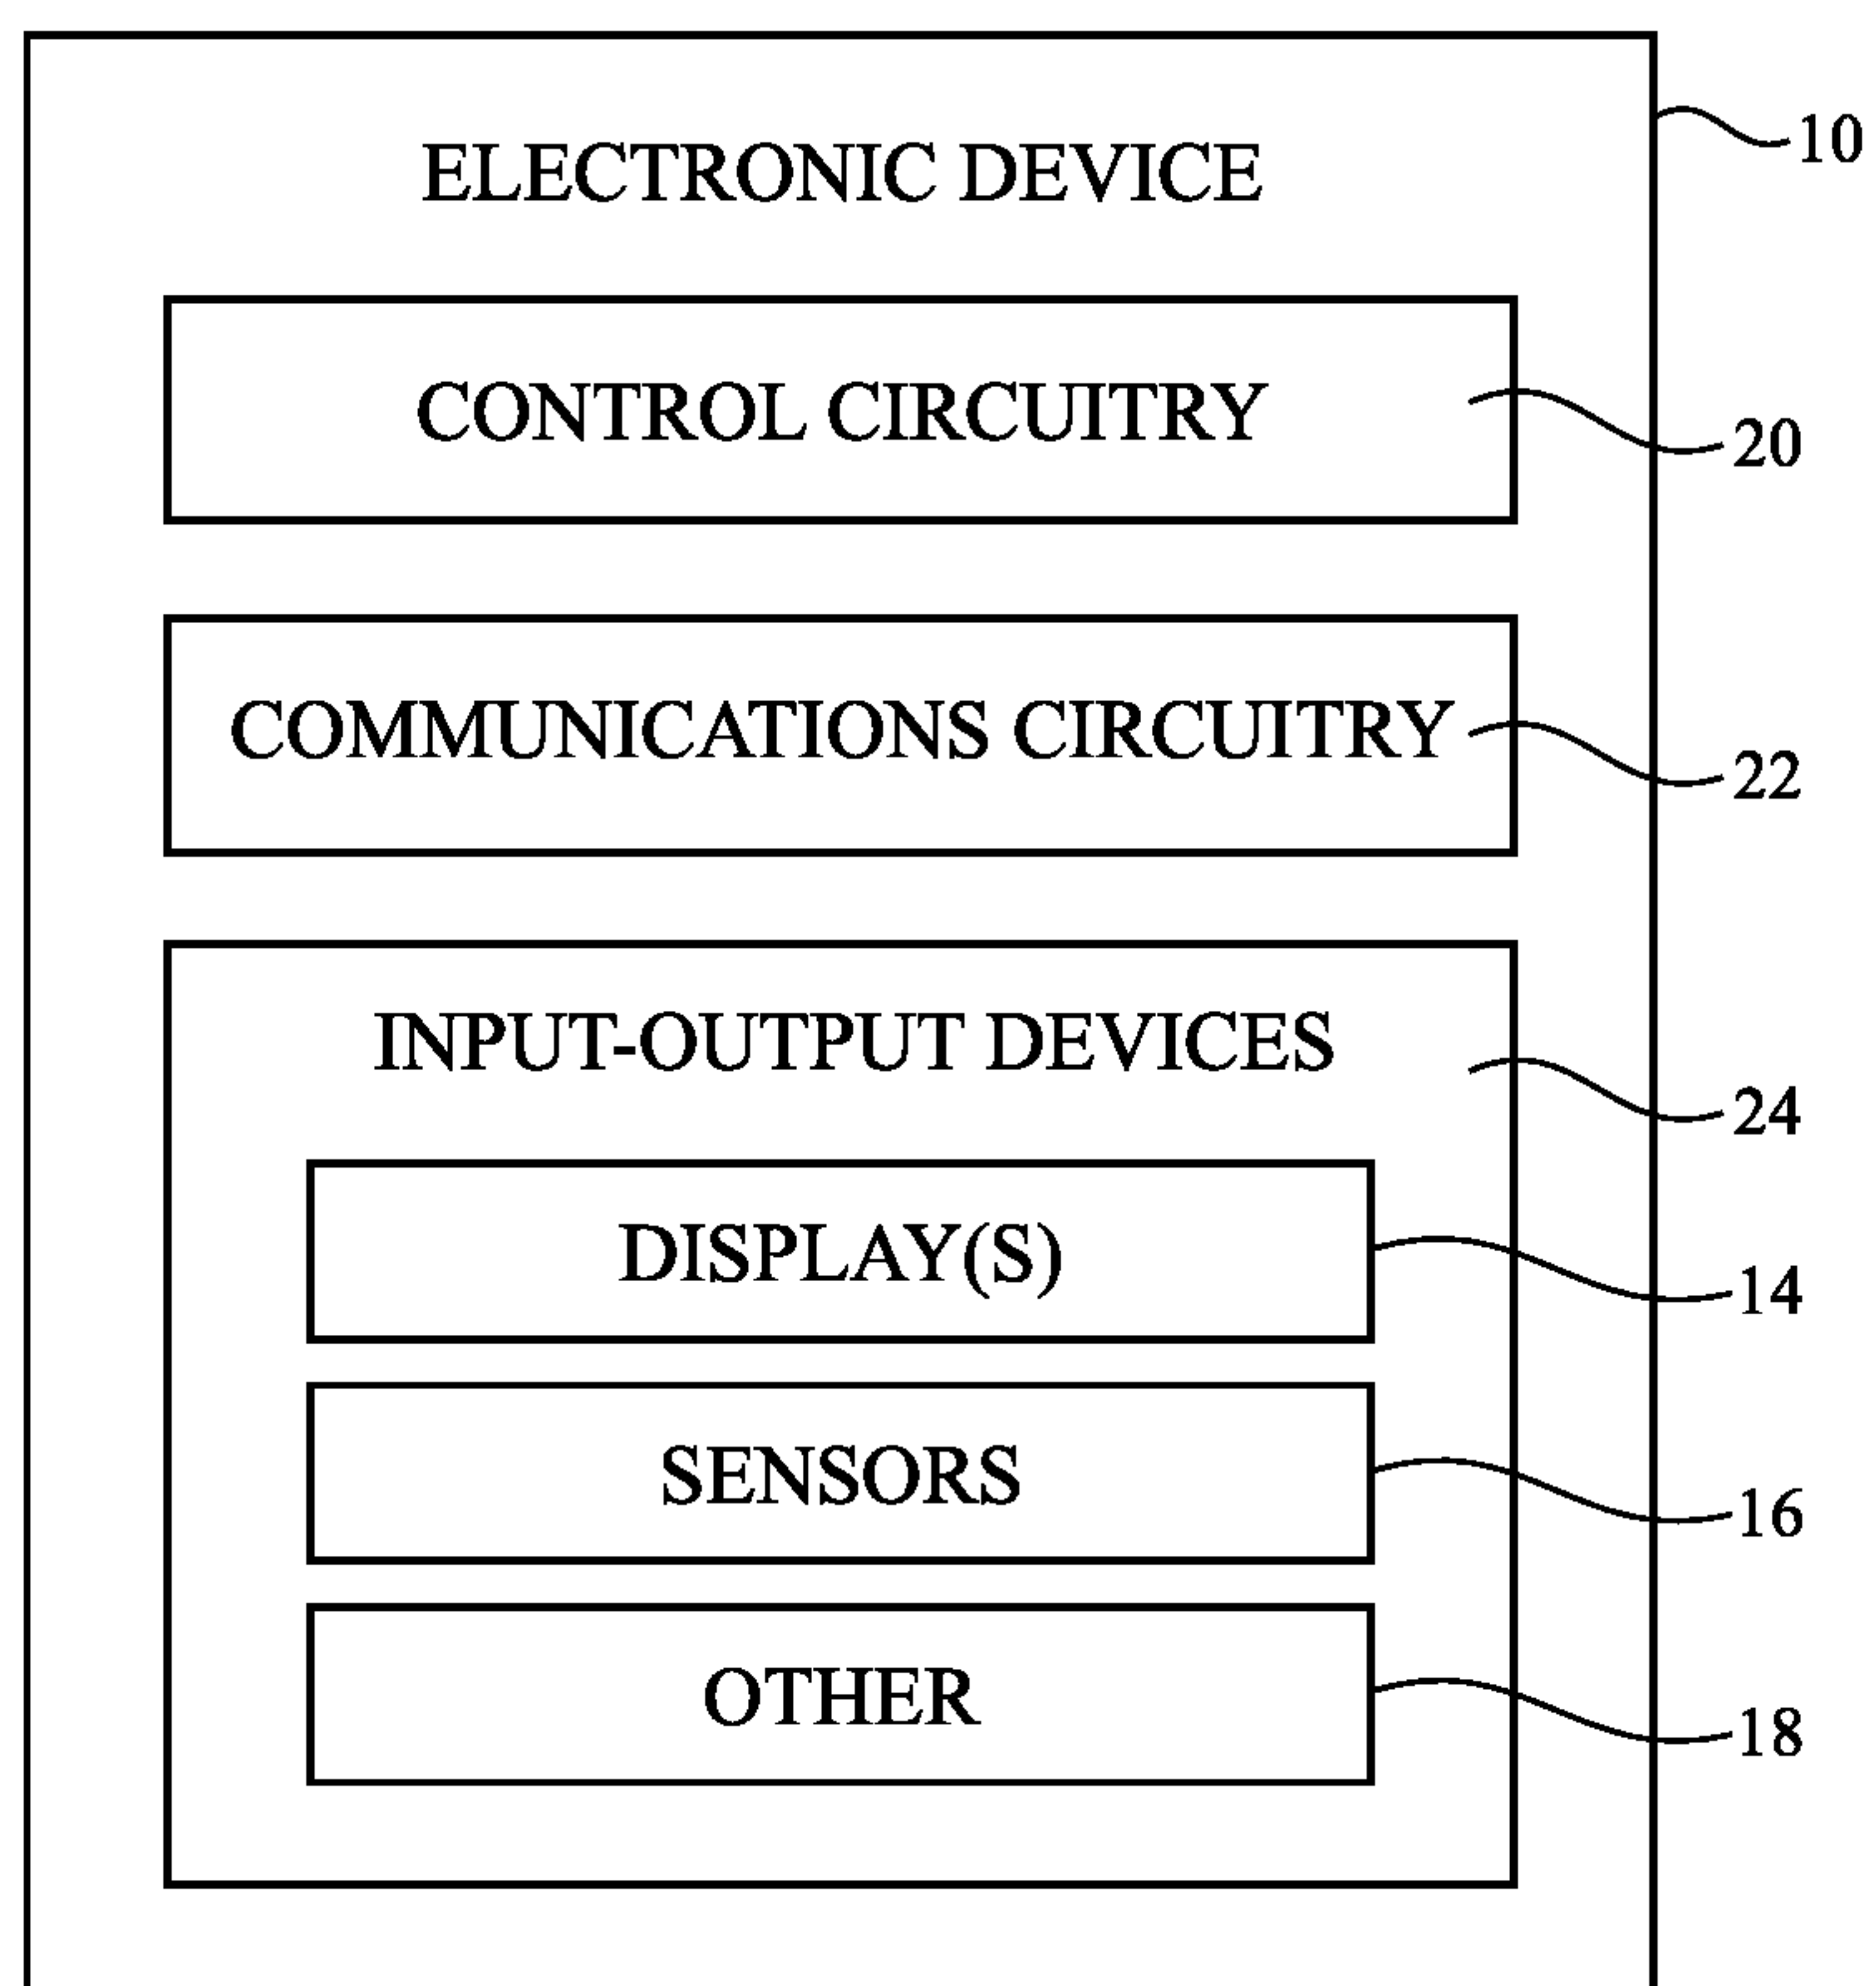 ELECTRONIC DEVICE
10
CONTROL CIRCUITRY
20
COMMUNICATIONS CIRCUITRY
22
INPUT-OUTPUT DEVICES
24
DISPLAY(S)
14
SENSORS
16
OTHER
18